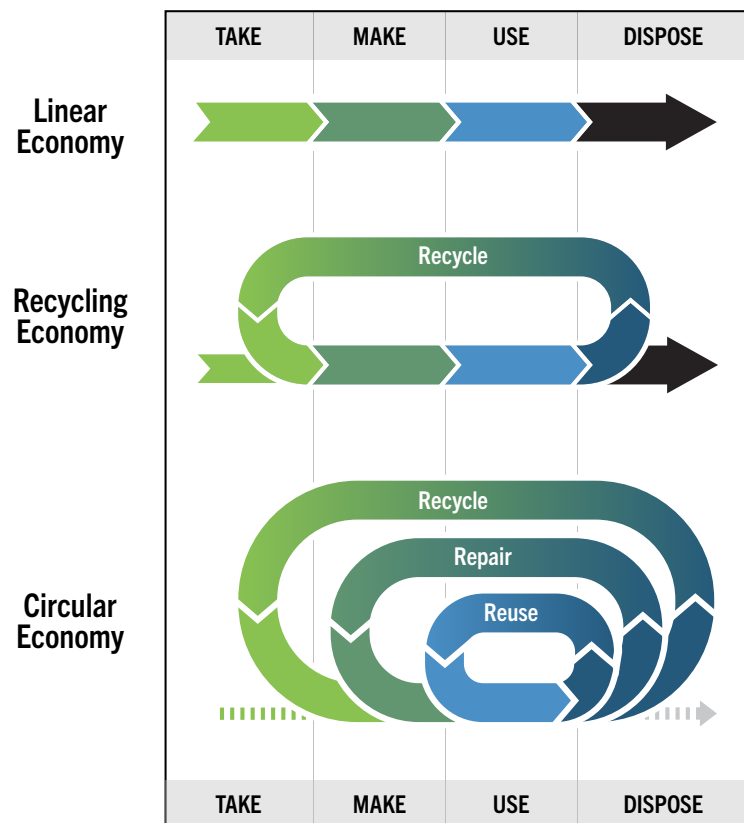 TAKE MAKE USE DISPOSE
Linear
Economy
Recycle
Recycling
Economy
Recycle
Repair
Reuse
Circular
Economy
TAKE MAKE USE DISPOSE